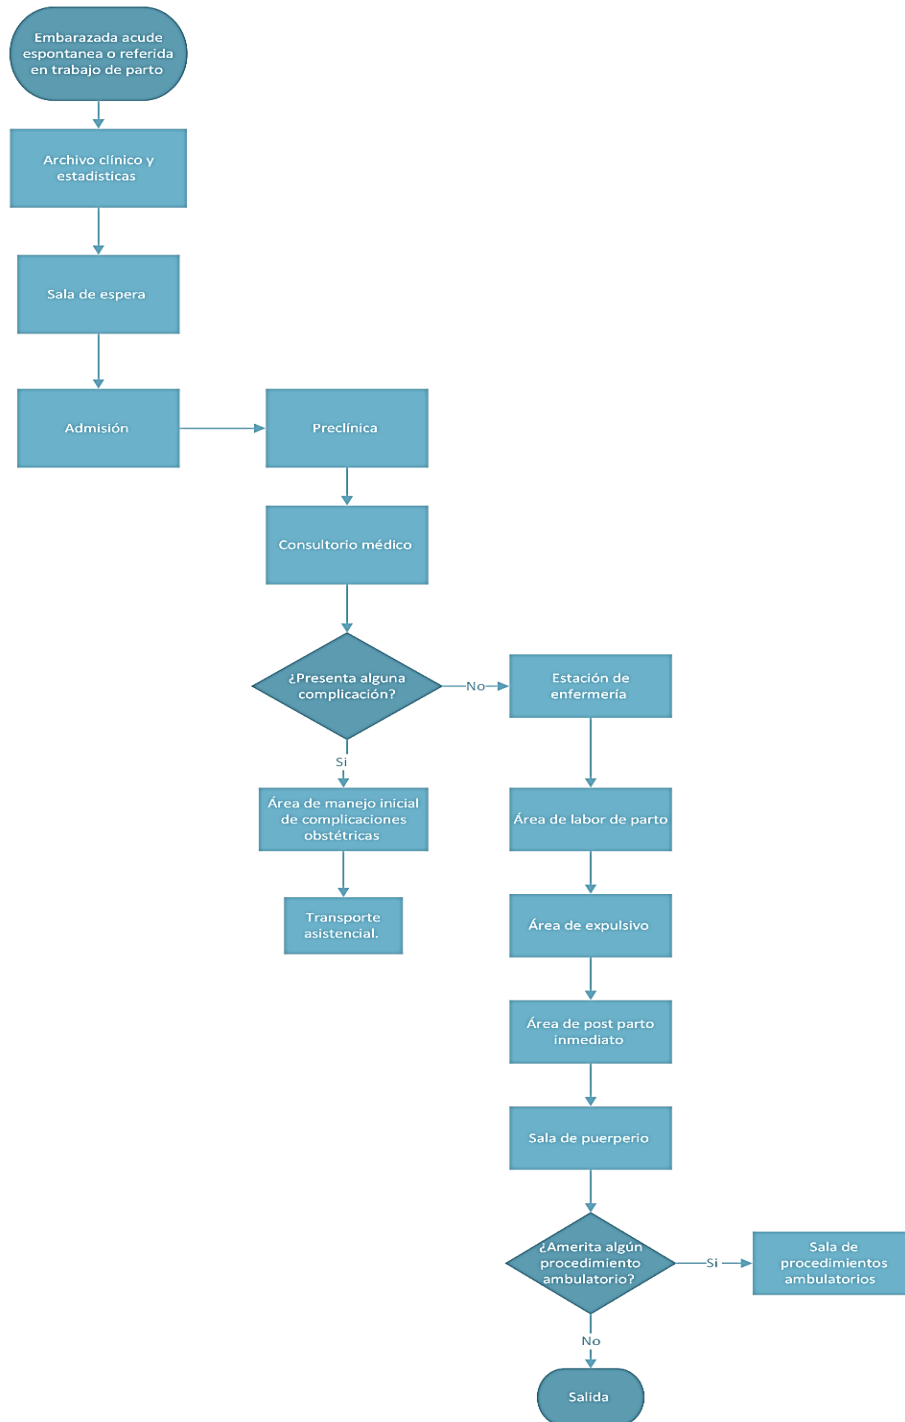 Embarazada acude
espontanea o referida
en trabajo de parto
Archivo clínico y
estadisticas
Sala de espera
Admisión
Preclínica
Consultorio médico
¿Presenta alguna
complicación?
No
Estación de
enfermería
Si
Área de manejo inicial
de complicaciones
obstétricas
Transporte
asistencial.
Área de labor de parto
Área de expulsivo
Área de post parto
inmediato
Sala de puerperio
¿Amerita algún
procedimiento
ambulatorio?
Si
Sala de
procedimientos
ambulatorios
No
Salida